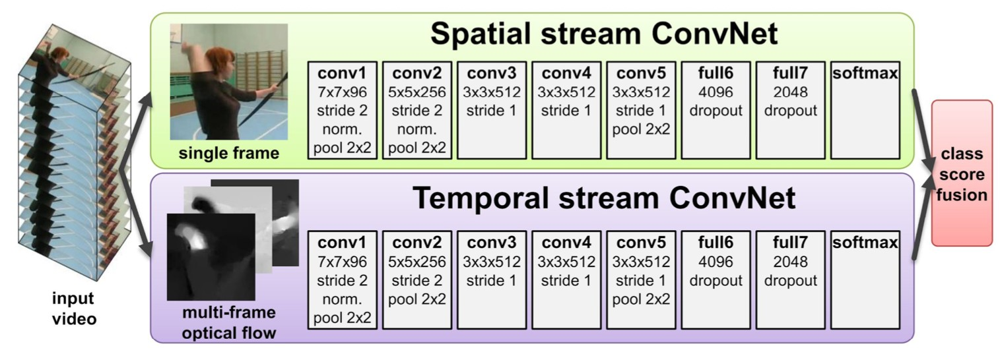 Spatial stream ConvNet
conv1
7x7x96
stride 2
norm.
pool 2x2
conv2
5x5x256
stride 2
norm.
pool 2x2
conv3
3x3x512
stride 1
conv4
3x3x512
stride 1
conv5
3x3x512
stride 1
pool 2x2
full6
4096
dropout
full7
2048
dropout
softmax
single frame
Temporal stream ConvNet
conv1
7x7x96
stride 2
norm.
pool 2x2
conv2
5x5x256
stride 2
pool 2x2
conv3
3x3x512
stride 1
conv4
3x3x512
stride 1
conv5
3x3x512
stride 1
pool 2x2
full6
4096
dropout
full7
2048
dropout
softmax
multi-frame
optical flow
input
video
class
score
fusion